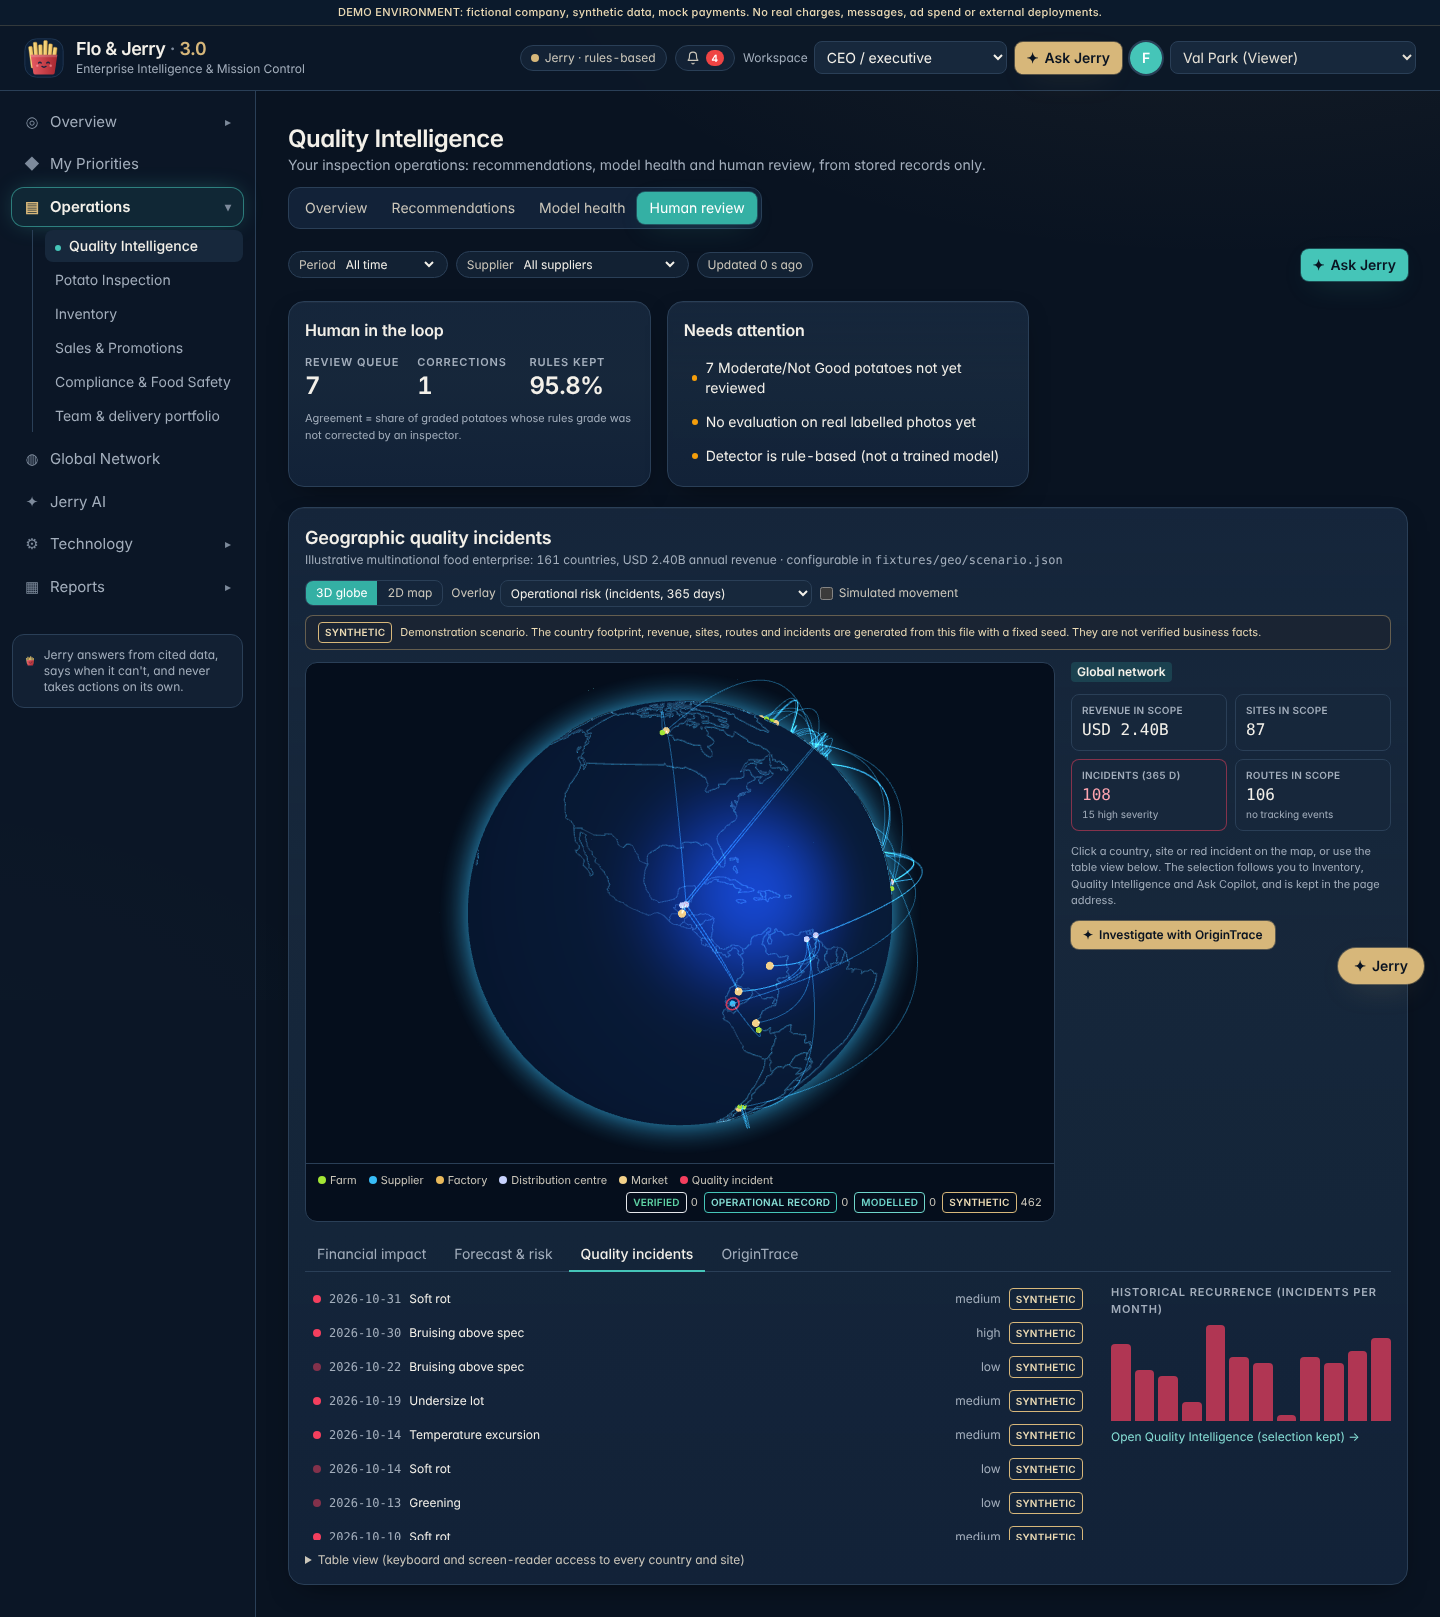 DEMO ENVIRONMENT: fictional company, synthetic data, mock payments. No real charges, messages, ad spend or external deployments.
Flo & Jerry · 3.0
Enterprise Intelligence & Mission Control
Jerry · rules-based
4
Workspace
CEO / executive
✦ Ask Jerry
F
Val Park (Viewer)
Overview
My Priorities
Operations
Quality Intelligence
Potato Inspection
Inventory
Sales & Promotions
Compliance & Food Safety
Team & delivery portfolio
Global Network
Jerry AI
Technology
Reports
Jerry answers from cited data,
says when it can't, and never
takes actions on its own.
Quality Intelligence
Your inspection operations: recommendations, model health and human review, from stored records only.
Overview Recommendations Model health Human review
Period All time Supplier All suppliers Updated 0 s ago
✦ Ask Jerry
Human in the loop
REVIEW QUEUE CORRECTIONS RULES KEPT
7 1 95.8%
Agreement = share of graded potatoes whose rules grade was
not corrected by an inspector.
Needs attention
7 Moderate/Not Good potatoes not yet
reviewed
No evaluation on real labelled photos yet
Detector is rule-based (not a trained model)
Geographic quality incidents
Illustrative multinational food enterprise: 161 countries, USD 2.40B annual revenue · configurable in fixtures/geo/scenario.json
3D globe 2D map Overlay Operational risk (incidents, 365 days) Simulated movement
SYNTHETIC Demonstration scenario. The country footprint, revenue, sites, routes and incidents are generated from this file with a fixed seed. They are not verified business facts.
Global network
REVENUE IN SCOPE
USD 2.40B
SITES IN SCOPE
87
INCIDENTS (365 D)
108
15 high severity
ROUTES IN SCOPE
106
no tracking events
Click a country, site or red incident on the map, or use the
table view below. The selection follows you to Inventory,
Quality Intelligence and Ask Copilot, and is kept in the page
address.
✦ Investigate with OriginTrace
✦ Jerry
Farm Supplier Factory Distribution centre Market Quality incident
VERIFIED 0 OPERATIONAL RECORD 0 MODELLED 0 SYNTHETIC 462
Financial impact Forecast & risk Quality incidents OriginTrace
2026-10-31 Soft rot medium SYNTHETIC
2026-10-30 Bruising above spec high SYNTHETIC
2026-10-22 Bruising above spec low SYNTHETIC
2026-10-19 Undersize lot medium SYNTHETIC
2026-10-14 Temperature excursion medium SYNTHETIC
2026-10-14 Soft rot low SYNTHETIC
2026-10-13 Greening low SYNTHETIC
2026-10-10 Soft rot medium SYNTHETIC
HISTORICAL RECURRENCE (INCIDENTS PER
MONTH)
Open Quality Intelligence (selection kept) →
Table view (keyboard and screen-reader access to every country and site)